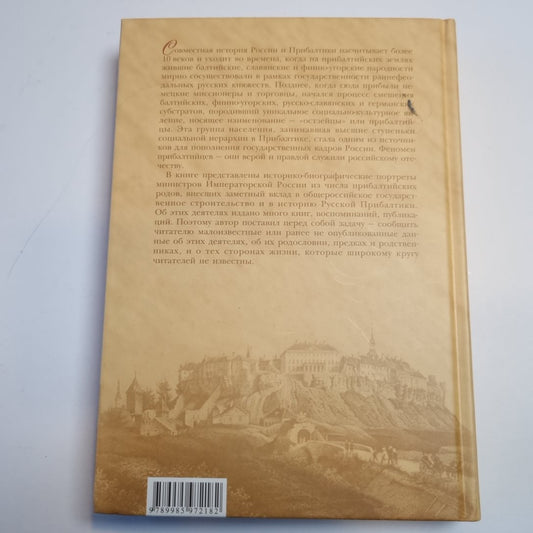 Совместная история России и Прибалтики насчитывает более
10 веков и уходит во времена, когда на прибалтийских землях
жившие балтийские, славянские и финно-угорские народности
мирно сосуществовали в рамках государственности раннефео-
дальных русских княжеств. Позднее, когда сюда прибыли не-
мецкие миссионеры и торговцы, начался процесс смешения
балтийских, финно-угорских, русско-славянских и германских
субстратов, породивший уникальное социально-культурное яв-
ление, носящее наименование – «остзейцы» или прибалтий-
цы. Эта группа населения, занимавшая высшие ступеньки
социальной иерархии в Прибалтике, стала одним из источни-
ков для пополнения государственных кадров России. Феномен
прибалтийцев – они верой и правдой служили российскому оте-
честву.
В книге представлены историко-биографические портреты
министров Императорской России из числа прибалтийских
родов, внесших заметный вклад в общероссийское государст-
венное строительство и в историю Русской Прибалтики.
Об этих деятелях издано много книг, воспоминаний, публика-
ций. Поэтому автор поставил перед собой задачу – сообщить
читателю малоизвестные или ранее не опубликованные дан-
ные об этих деятелях, об их родословии, предках и родствен-
никах, и о тех сторонах жизни, которые широкому кругу
читателей не известны.
9789985972182